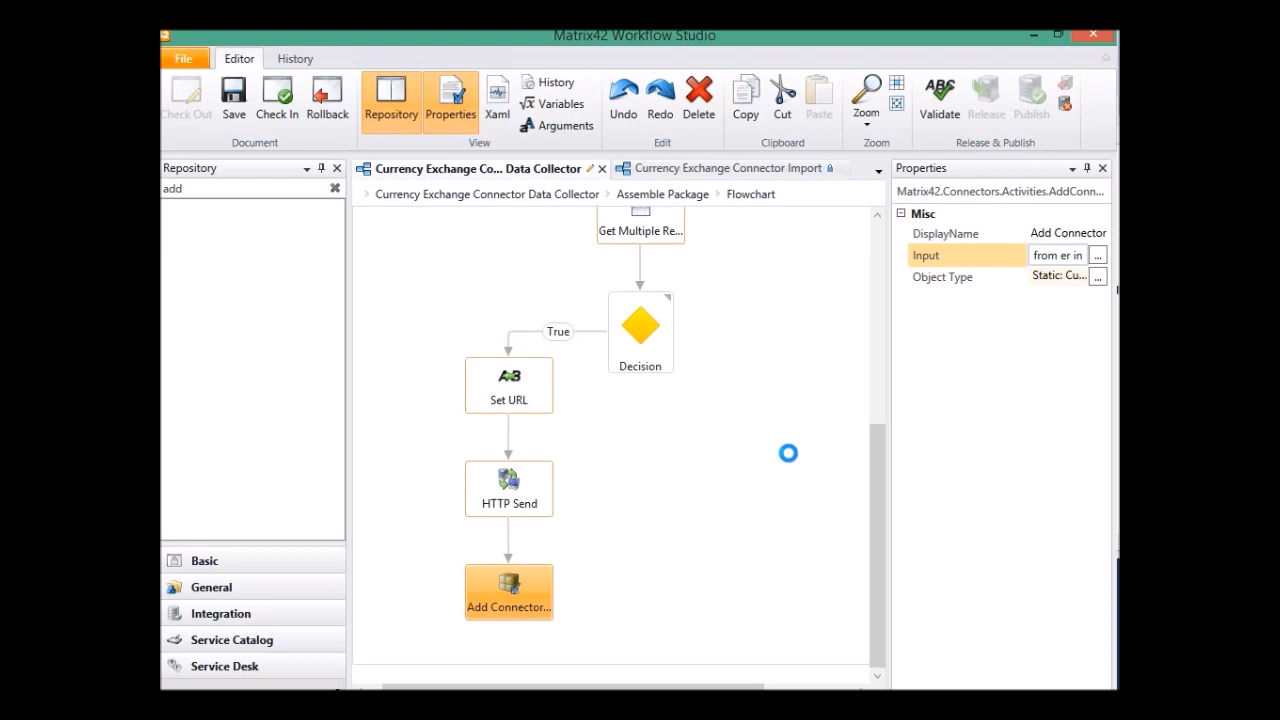 Matrix42 Workflow Studio
File
Editor
History
Check Out
Save
Check In
Rollback
Document
Repository
Properties
Xaml
History
Variables
Arguments
View
Undo
Redo
Delete
Edit
Copy
Cut
Paste
Clipboard
Zoom
Zoom
ABC
Validate
Release
Publish
Release & Publish
Repository
add
Basic
General
Integration
Service Catalog
Service Desk
Currency Exchange Co... Data Collector
Currency Exchange Connector Import
Currency Exchange Connector Data Collector
Assemble Package
Flowchart
Get Multiple Re...
True
Decision
A B
Set URL
HTTP Send
Add Connector...
Properties
Matrix42.Connectors.Activities.AddConn...
Misc
DisplayName
Add Connector
Input
from er in
...
Object Type
Static: Cu...
...